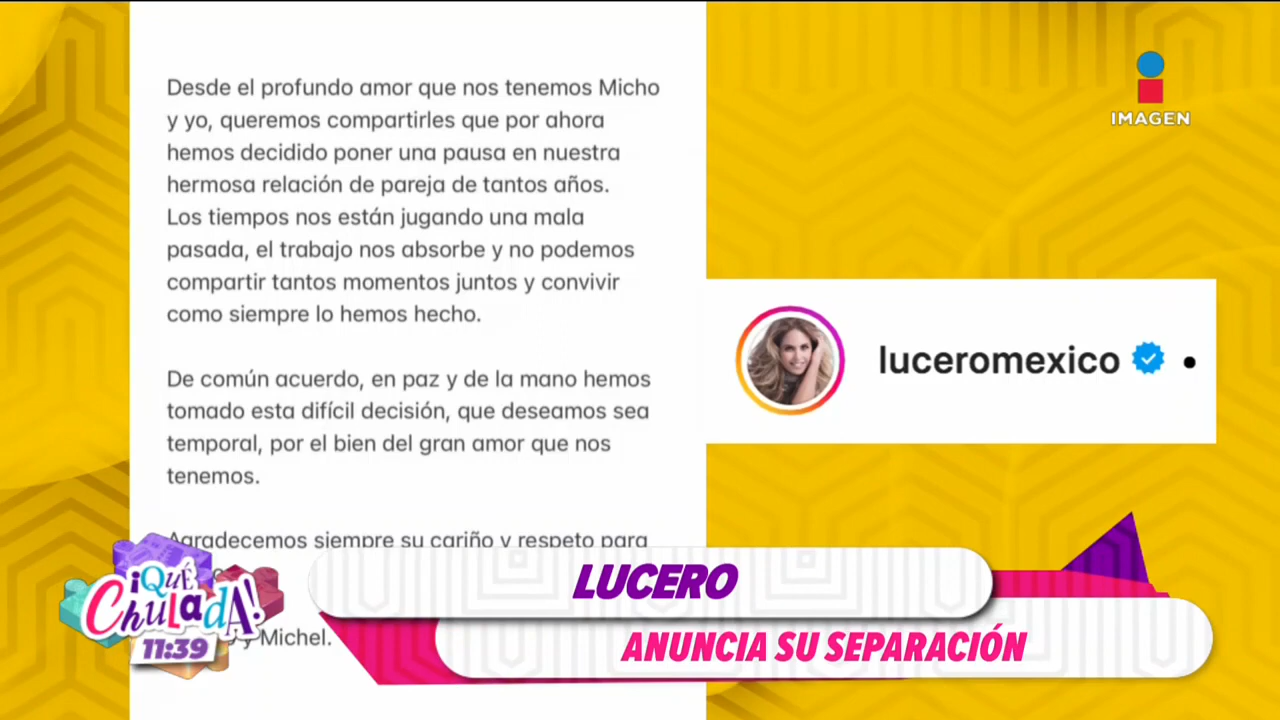 Desde el profundo amor que nos tenemos Micho
y yo, queremos compartirles que por ahora
hemos decidido poner una pausa en nuestra
hermosa relación de pareja de tantos años.
Los tiempos nos están jugando una mala
pasada, el trabajo nos absorbe y no podemos
compartir tantos momentos juntos y convivir
como siempre lo hemos hecho.
De común acuerdo, en paz y de la mano hemos
tomado esta difícil decisión, que deseamos sea
temporal, por el bien del gran amor que nos
tenemos.
Agradecemos siempre su cariño y respeto para
y Michel.
IMAGEN
luceromexico
¡QUÉ
ChuLaDA!
11:39
LUCERO
ANUNCIA SU SEPARACIÓN